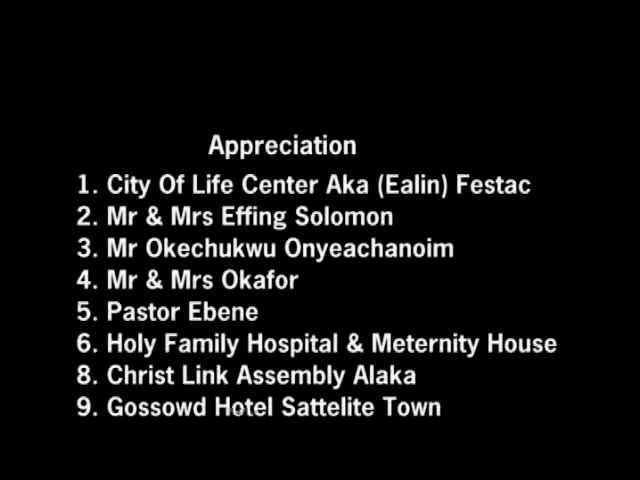 Appreciation
1. City Of Life Center Aka (Ealin) Festac
2. Mr & Mrs Effing Solomon
3. Mr Okechukwu Onyeachanoim
4. Mr & Mrs Okafor
5. Pastor Ebene
6. Holy Family Hospital & Meternity House
8. Christ Link Assembly Alaka
9. Gossowd Hotel Sattelite Town